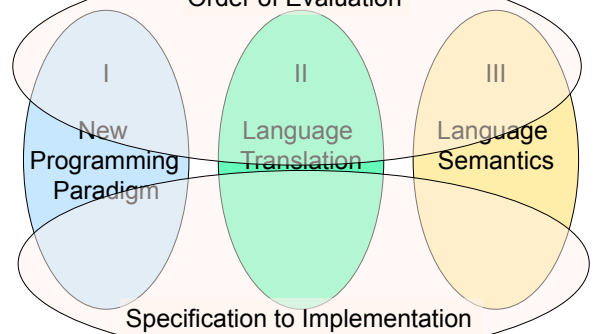 Order of Evaluation
I
II
III
New
Programming
Paradigm
Language
Translation
Language
Semantics
Specification to Implementation